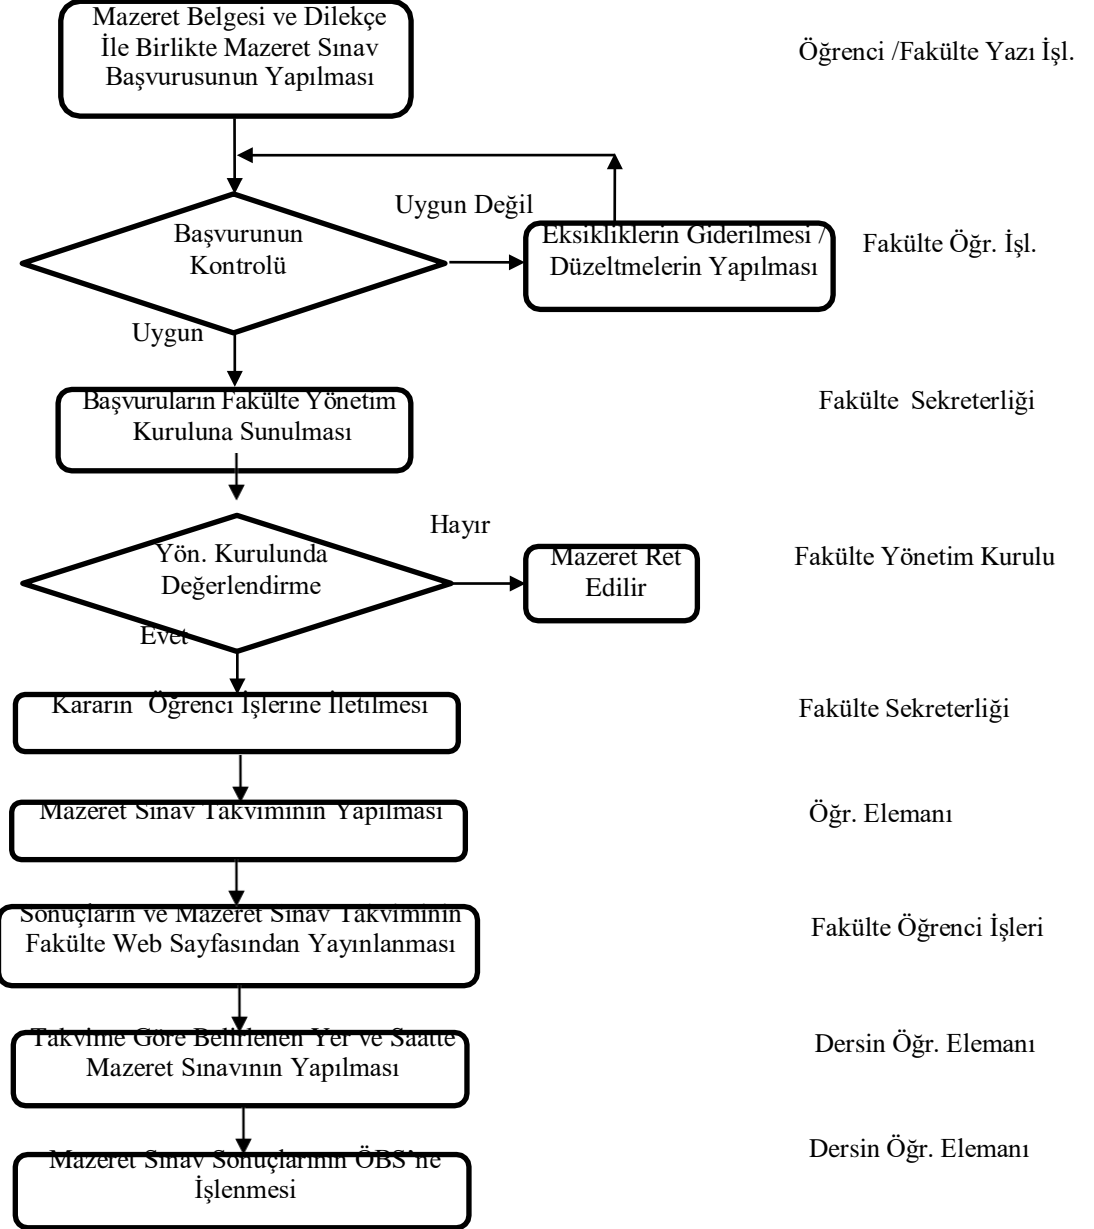 Mazeret Belgesi ve Dilekçe
İle Birlikte Mazeret Sınav
Başvurusunun Yapılması
Öğrenci /Fakülte Yazı İşl.
Uygun Değil
Başvurunun
Kontrolü
Eksikliklerin Giderilmesi /
Düzeltmelerin Yapılması
Fakülte Öğr. İşl.
Uygun
Başvuruların Fakülte Yönetim
Kuruluna Sunulması
Fakülte Sekreterliği
Hayır
Yön. Kurulunda
Değerlendirme
Mazeret Ret
Edilir
Fakülte Yönetim Kurulu
Evet
Kararın Öğrenci İşlerine İletilmesi
Fakülte Sekreterliği
Mazeret Sınav Takviminin Yapılması
Öğr. Elemanı
Sonuçların ve Mazeret Sınav Takviminin
Fakülte Web Sayfasından Yayınlanması
Fakülte Öğrenci İşleri
Takvime Göre Belirlenen Yer ve Saatte
Mazeret Sınavının Yapılması
Dersin Öğr. Elemanı
Mazeret Sınav Sonuçlarının ÖBS’ne
İşlenmesi
Dersin Öğr. Elemanı